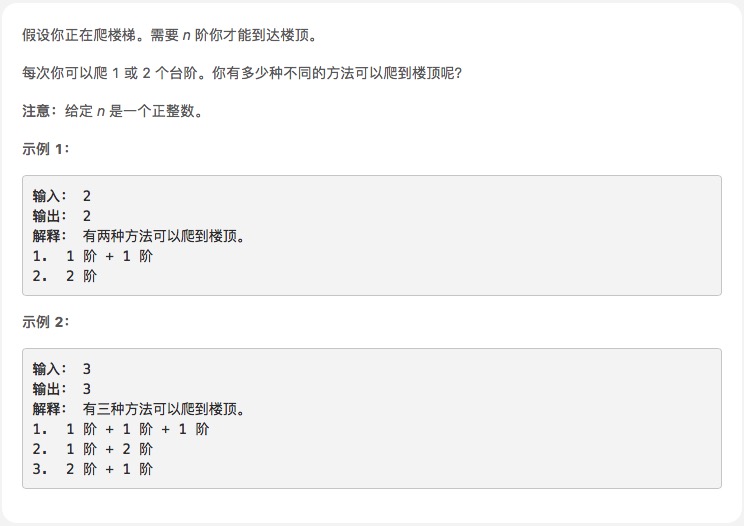 假设你正在爬楼梯。需要 n 阶你才能到达楼顶。
每次你可以爬 1 或 2 个台阶。你有多少种不同的方法可以爬到楼顶呢?
注意：给定 n 是一个正整数。
示例 1：
输入： 2
输出： 2
解释： 有两种方法可以爬到楼顶。
1. 1 阶 + 1 阶
2. 2 阶
示例 2：
输入： 3
输出： 3
解释： 有三种方法可以爬到楼顶。
1. 1 阶 + 1 阶 + 1 阶
2. 1 阶 + 2 阶
3. 2 阶 + 1 阶